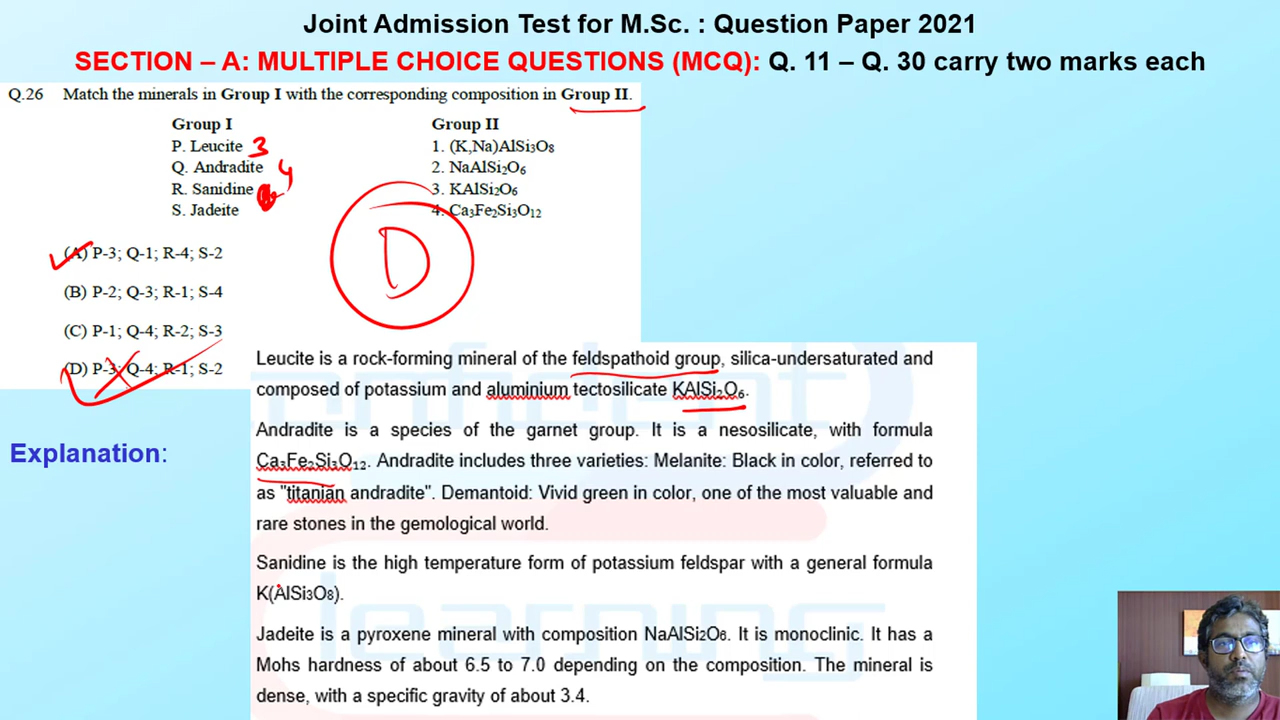 Joint Admission Test for M.Sc. : Question Paper 2021
SECTION – A: MULTIPLE CHOICE QUESTIONS (MCQ): Q. 11 – Q. 30 carry two marks each
Q.26 Match the minerals in Group I with the corresponding composition in Group II.
Group I Group II
P. Leucite 3 1. (K,Na)AlSi₃O₈
Q. Andradite 4 2. NaAlSi₂O₆
R. Sanidine 3. KAlSi₂O₆
S. Jadeite 4. Ca₃Fe₂Si₃O₁₂
D
(A) P-3; Q-1; R-4; S-2
(B) P-2; Q-3; R-1; S-4
(C) P-1; Q-4; R-2; S-3
(D) P-3; Q-4; R-1; S-2
Explanation:
Leucite is a rock-forming mineral of the feldspathoid group, silica-undersaturated and
composed of potassium and aluminium tectosilicate KAlSi₂O₆.
Andradite is a species of the garnet group. It is a nesosilicate, with formula
Ca₃Fe₂Si₃O₁₂. Andradite includes three varieties: Melanite: Black in color, referred to
as "titanian andradite". Demantoid: Vivid green in color, one of the most valuable and
rare stones in the gemological world.
Sanidine is the high temperature form of potassium feldspar with a general formula
K(AlSi₃O₈).
Jadeite is a pyroxene mineral with composition NaAlSi₂O₆. It is monoclinic. It has a
Mohs hardness of about 6.5 to 7.0 depending on the composition. The mineral is
dense, with a specific gravity of about 3.4.
learning